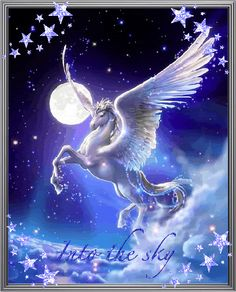 Into the sky